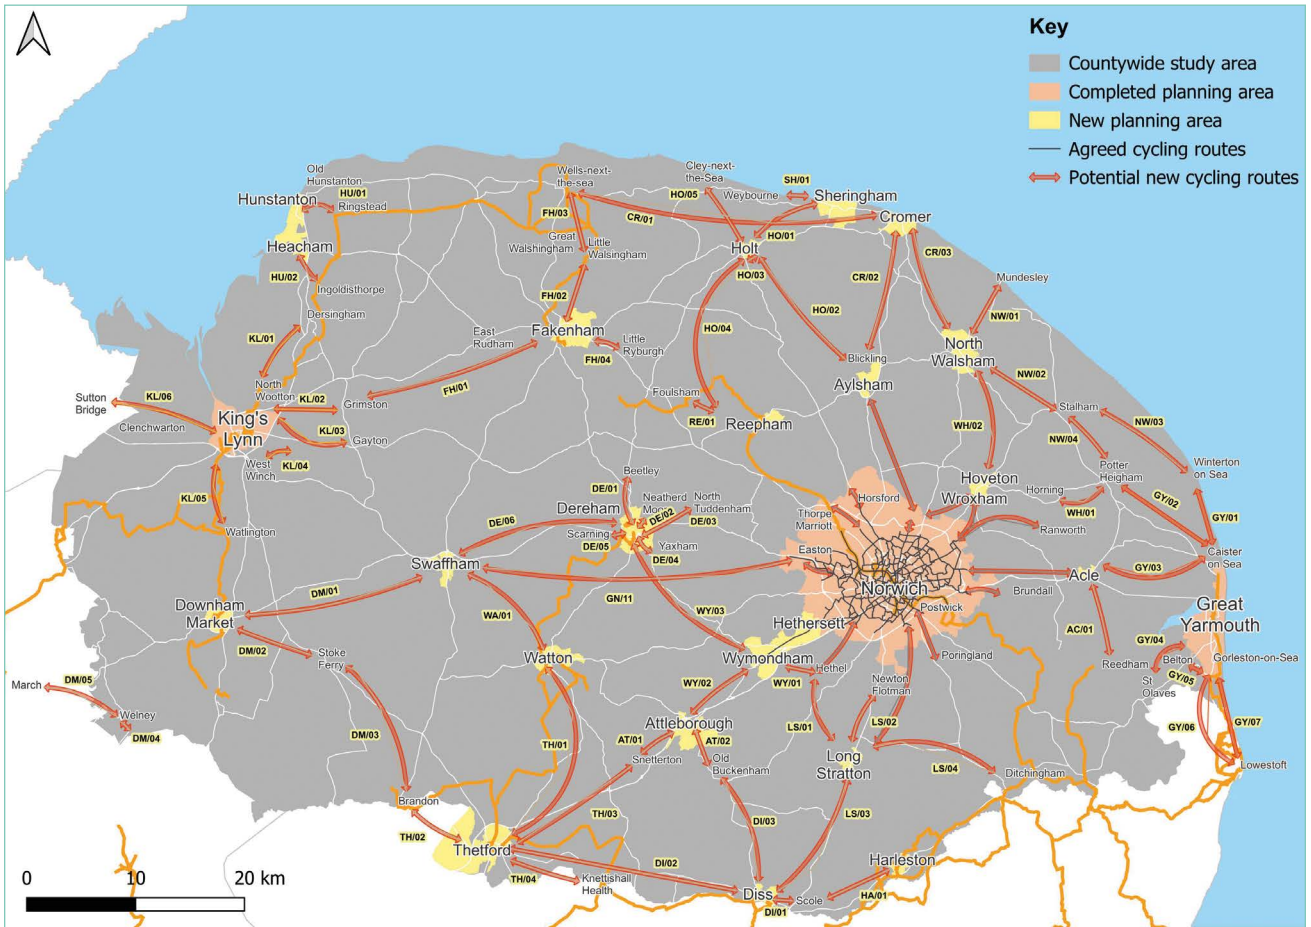 Key
Countywide study area
Completed planning area
New planning area
Agreed cycling routes
Potential new cycling routes
Old
Hunstanton
HU/01
Hunstanton
Ringstead
Heacham
HU/02
Ingoldisthorpe
Dersingham
KL/01
North
Wootton
KL/02
Grimston
Sutton
Bridge
KL/06
Clenchwarton
King's
Lynn
KL/03
Gayton
KL/04
West
Winch
KL/05
Watlington
Wells-next-
the-sea
FH/03
CR/01
Great
Walshingham
Little
Walsingham
FH/02
Fakenham
East
Rudham
FH/01
Little
Ryburgh
FH/04
Cley-next-
the-Sea
HO/05
Weybourne
SH/01
Sheringham
Cromer
HO/01
Holt
HO/03
CR/02
CR/03
HO/02
HO/04
Mundesley
NW/01
North
Walsham
Blickling
Aylsham
NW/02
Foulsham
RE/01
Reepham
WH/02
Stalham
NW/03
NW/04
Potter
Heigham
Winterton
on Sea
Hoveton
Wroxham
Horning
WH/01
GY/02
GY/01
Ranworth
Caister
on Sea
Beetley
DE/01
Neatherd
Moor
North
Tuddenham
Dereham
DE/02
DE/03
DE/06
Scarning
DE/05
Yaxham
DE/04
Horsford
Thorpe
Marriott
Easton
Norwich
Postwick
Acle
GY/03
Brundall
Swaffham
DM/01
GN/11
WY/03
WA/01
Downham
Market
DM/02
Stoke
Ferry
Watton
Hethersett
Wymondham
Hethel
WY/01
WY/02
Poringland
Newton
Flotman
AC/01
Reedham
Great
Yarmouth
GY/04
Belton
Gorleston-on-Sea
GY/05
St
Olaves
GY/06
GY/07
Lowestoft
March
DM/05
Welney
DM/04
DM/03
TH/01
Attleborough
AT/01
AT/02
Snetterton
Old
Buckenham
LS/01
LS/02
Long
Stratton
LS/04
Ditchingham
Brandon
TH/02
Thetford
TH/03
TH/04
Knettishall
Health
DI/02
DI/03
LS/03
Diss
DI/01
Scole
HA/01
Harleston
0 10 20 km